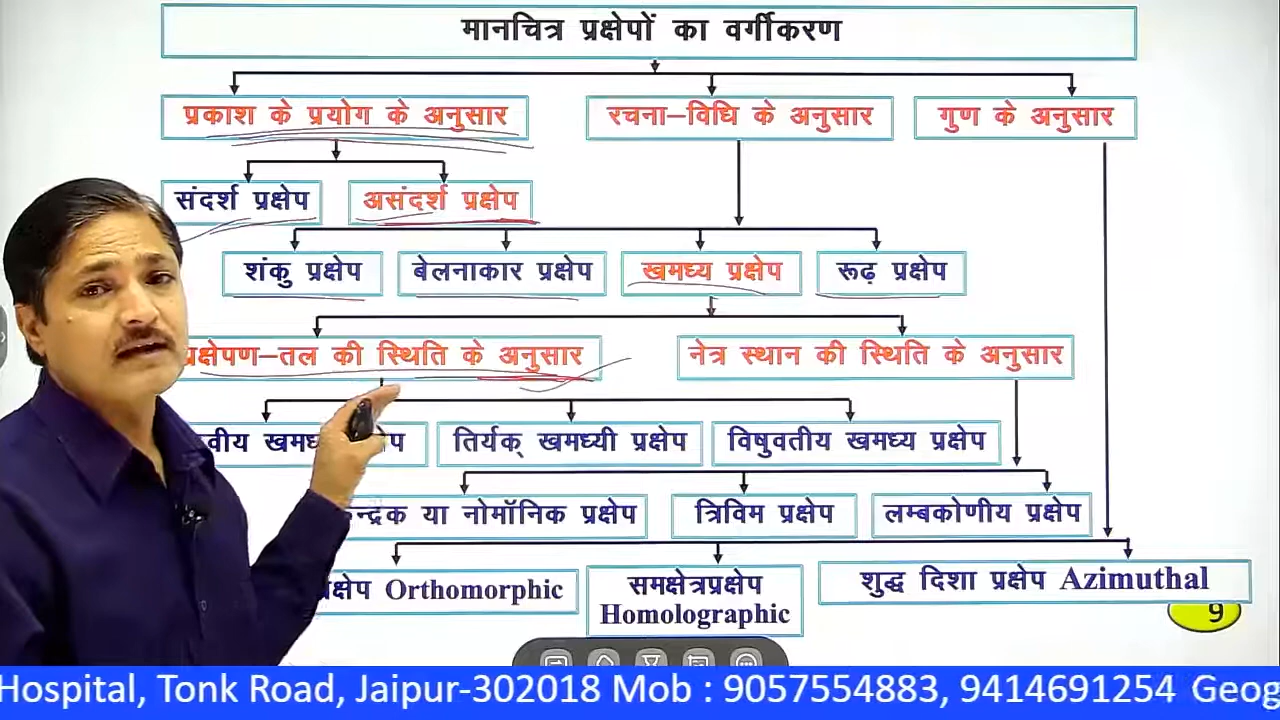 मानचित्र प्रक्षेपों का वर्गीकरण
प्रकाश के प्रयोग के अनुसार
रचना–विधि के अनुसार
गुण के अनुसार
संदर्श प्रक्षेप
असंदर्श प्रक्षेप
शंकु प्रक्षेप
बेलनाकार प्रक्षेप
खमध्य प्रक्षेप
रूढ़ प्रक्षेप
प्रक्षेपण–तल की स्थिति के अनुसार
नेत्र स्थान की स्थिति के अनुसार
तिर्यक् खमध्यी प्रक्षेप
विषुवतीय खमध्य प्रक्षेप
या नोमॉनिक प्रक्षेप
त्रिविम प्रक्षेप
लम्बकोणीय प्रक्षेप
प्रक्षेप Orthomorphic
समक्षेत्रप्रक्षेप
Homolographic
शुद्ध दिशा प्रक्षेप Azimuthal
9
Hospital, Tonk Road, Jaipur-302018 Mob : 9057554883, 9414691254 Geog